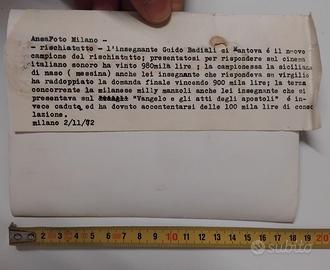 AnsaFoto Milano -
- rischiatutto - l'insegnante Guido Badiali di Mantova é il nuovo
campione del rischiatutto; presentatosi per rispondere sul cinema
italiano sonoro ha vinto 980mila lire ; la campionessa la siciliana
di naso ( messina) anche lei insegnante che rispondeva su virgilio
ha raddoppiato la domanda finale vincendo 900 mila lire; la terza
concorrente la milanese milly manzoli anche lei insegnante che si
presentava sul "Vangelo e gli atti degli apostoli" é in-
vece caduta ed ha dovuto accontentarsi delle 100 mila lire di conso
lazione.
milano 2/11/72
1 2 3 4 5 6 7 8 9 10 11 12 13 14 15 16 17 18 19 20
subito